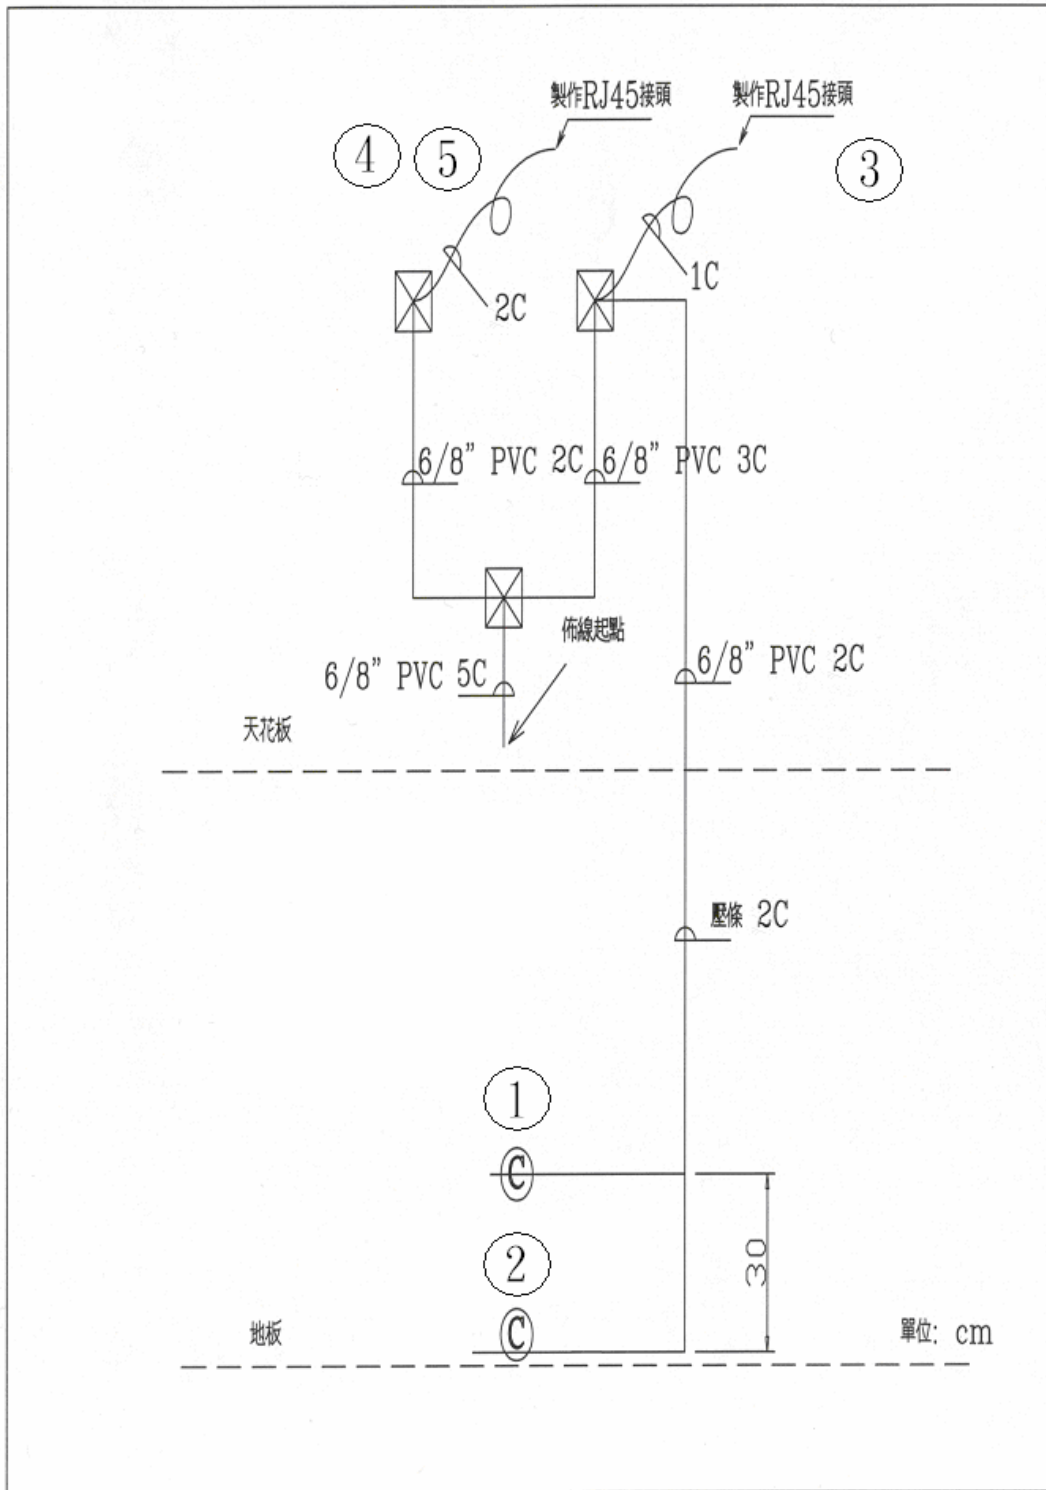 製作RJ45接頭
製作RJ45接頭
4
5
3
2C
1C
6/8” PVC 2C
6/8” PVC 3C
佈線起點
6/8” PVC 5C
6/8” PVC 2C
天花板
壓條 2C
1
C
2
30
C
地板
單位: cm